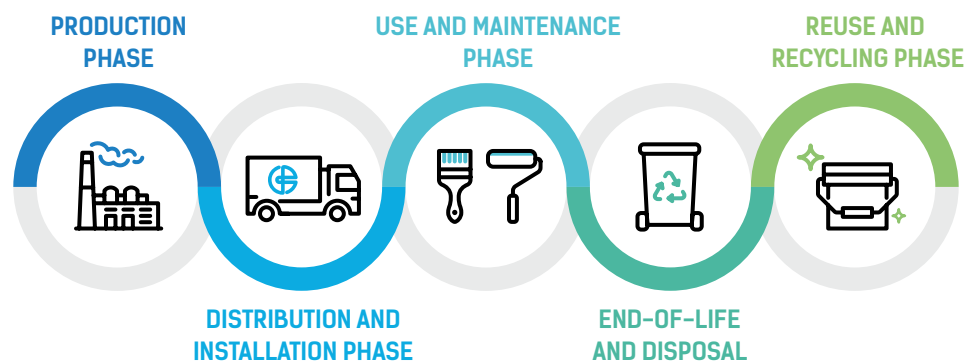 PRODUCTION
PHASE
USE AND MAINTENANCE
PHASE
REUSE AND
RECYCLING PHASE
DISTRIBUTION AND
INSTALLATION PHASE
END-OF-LIFE
AND DISPOSAL